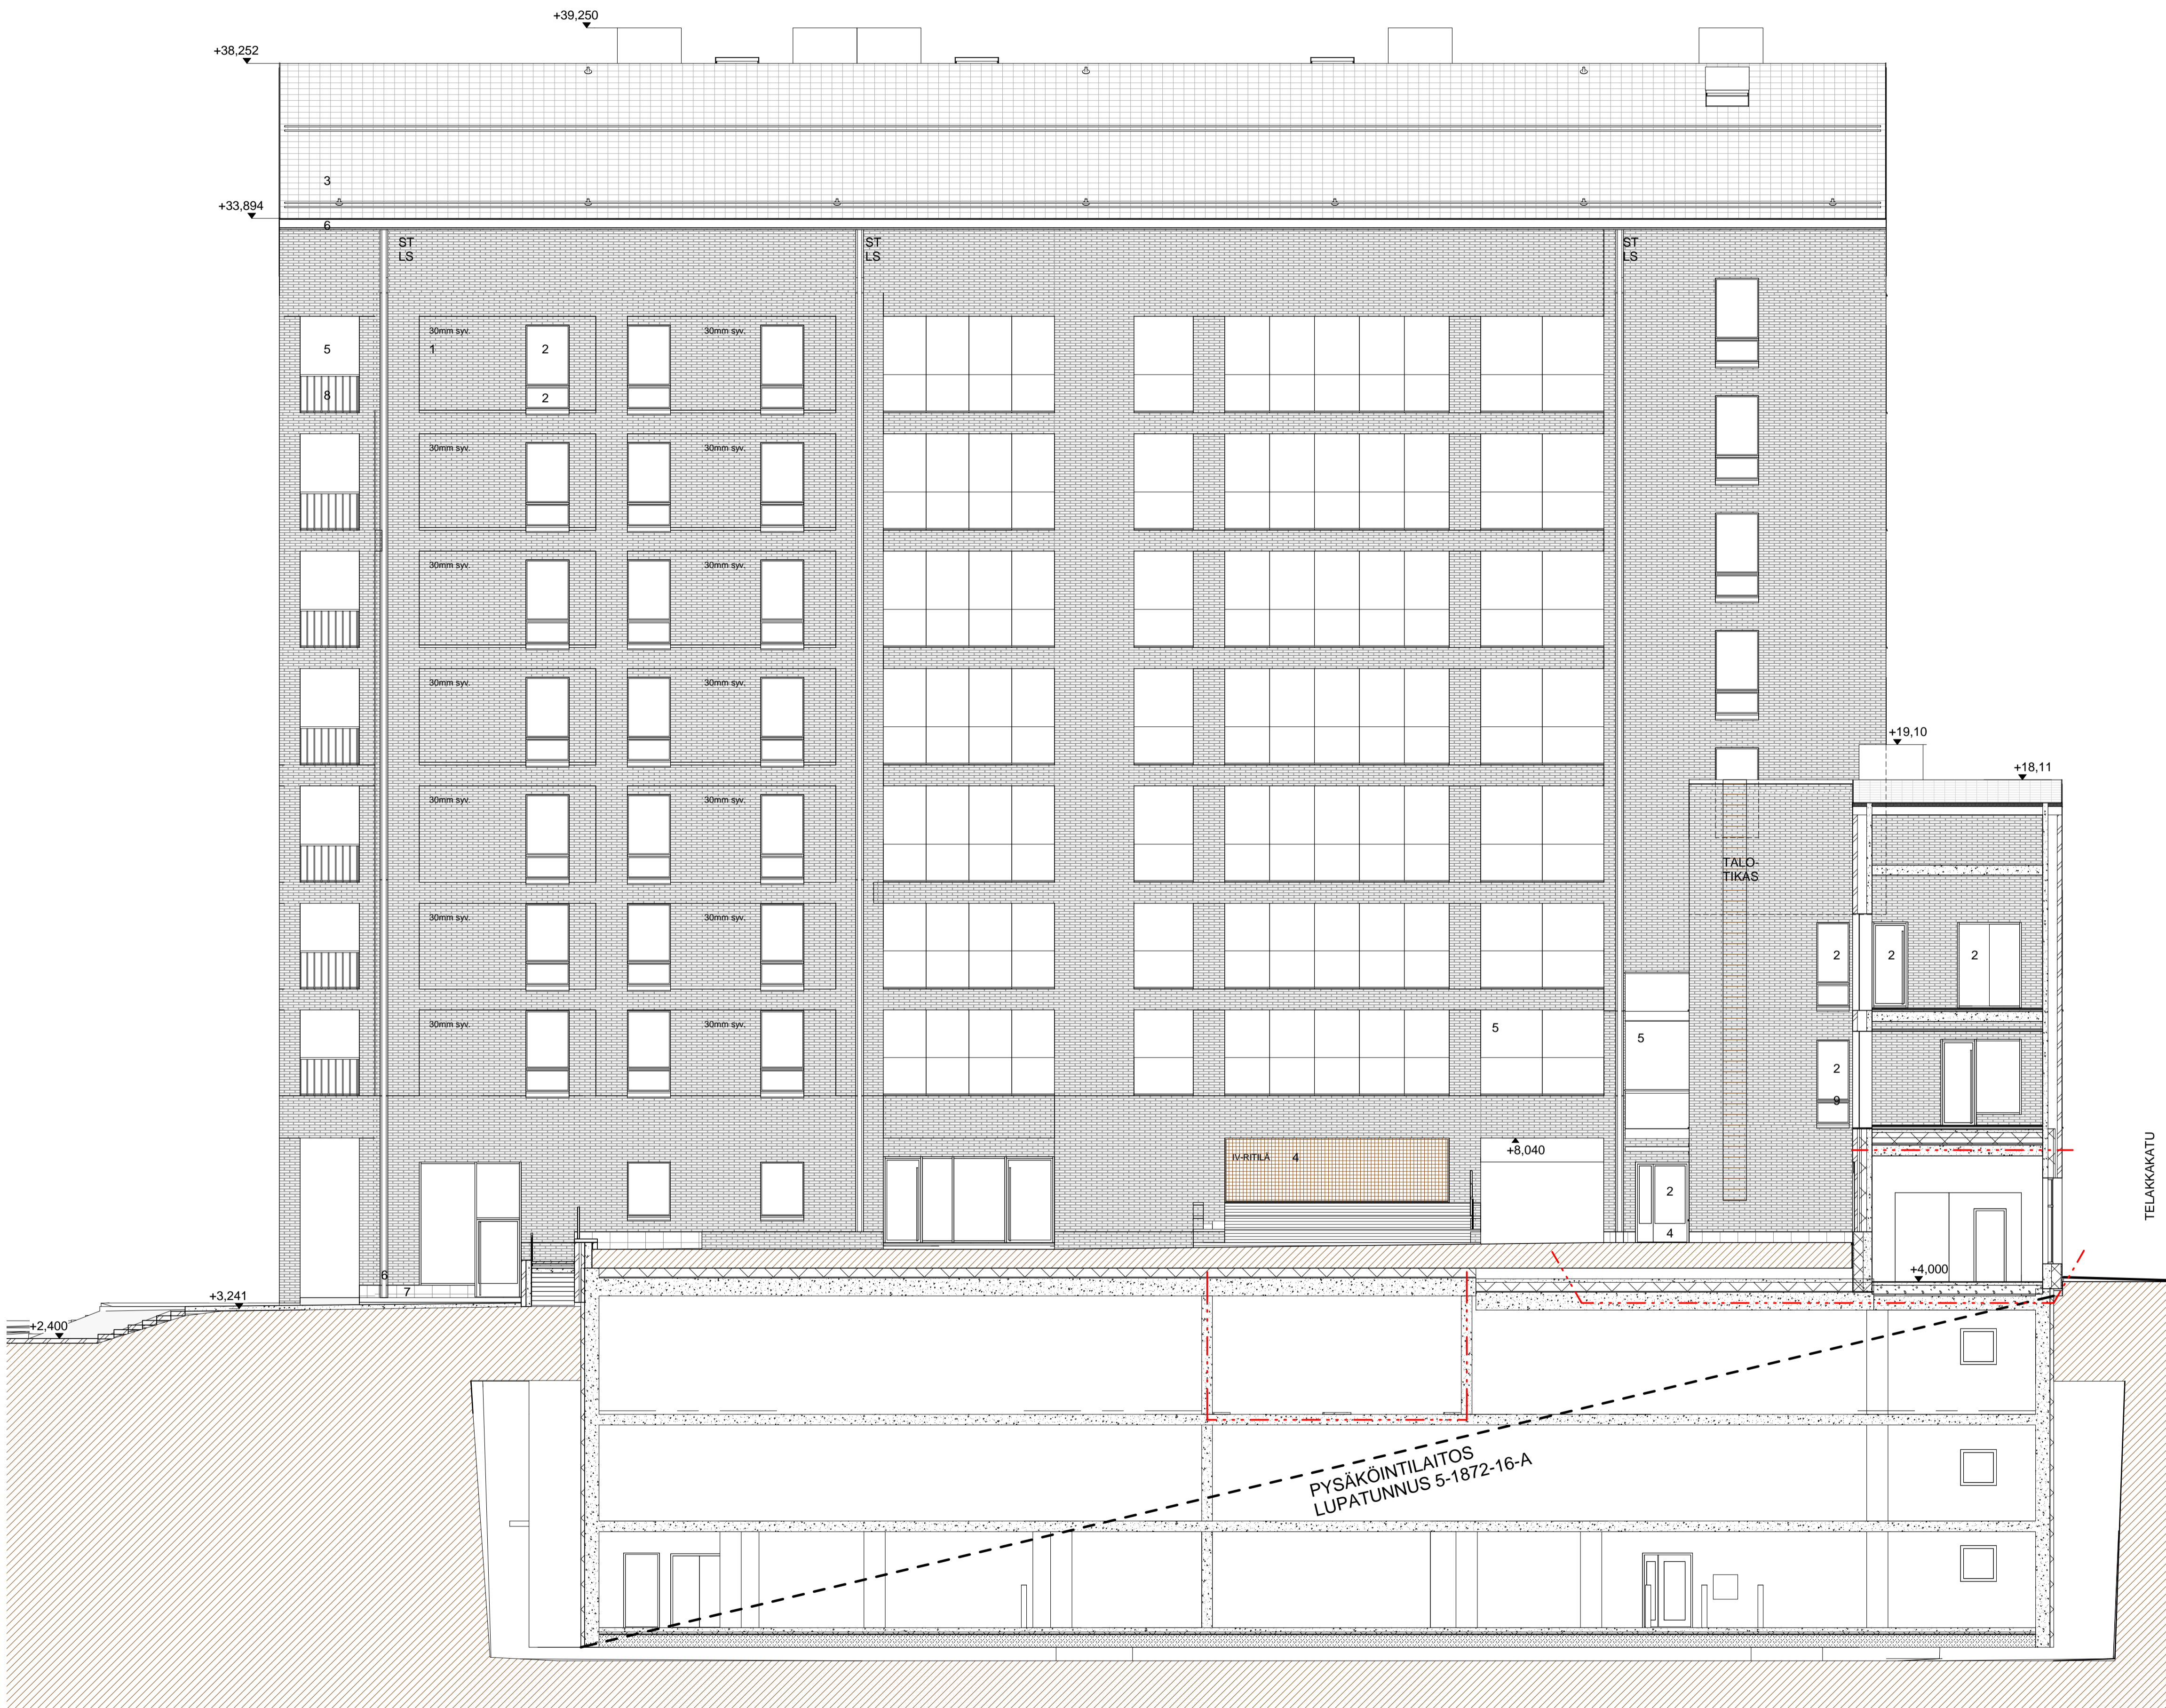 +39,250
+38,252
3
+33,894
6
ST
LS
ST
LS
ST
LS
30mm syv.
30mm syv.
5
1
2
8
2
30mm syv.
30mm syv.
30mm syv.
30mm syv.
30mm syv.
30mm syv.
+19,10
+18,11
30mm syv.
30mm syv.
TALO-
TIKAS
30mm syv.
30mm syv.
2
2
2
30mm syv.
30mm syv.
5
5
2
9
+8,040
IV-RITILÄ
4
TELAKKAKATU
2
4
6
7
+4,000
+3,241
+2,400
PYSÄKÖINTILAITOS
LUPATUNNUS 5-1872-16-A